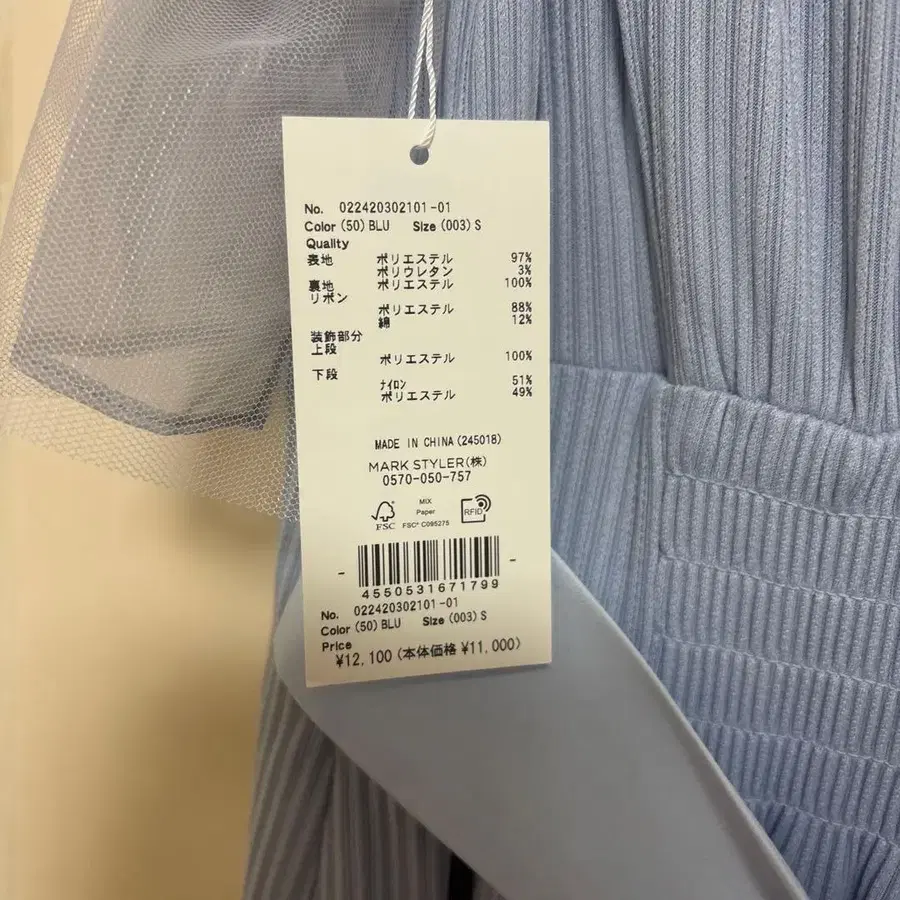 No. 022420302101-01
Color (50) BLU Size (003) S
Quality
表地 ポリエステル 97%
ポリウレタン 3%
裏地 ポリエステル 100%
リボン
ポリエステル 88%
綿 12%
装飾部分
上段
ポリエステル 100%
下段
ﾅｲﾛﾝ 51%
ポリエステル 49%
MADE IN CHINA (245018)
MARK STYLER(株)
0570-050-757
FSC MIX Paper FSC® C095275 RFID
4550531671799
No. 022420302101-01
Color (50) BLU Size (003) S
Price
¥12,100 (本体価格 ¥11,000)